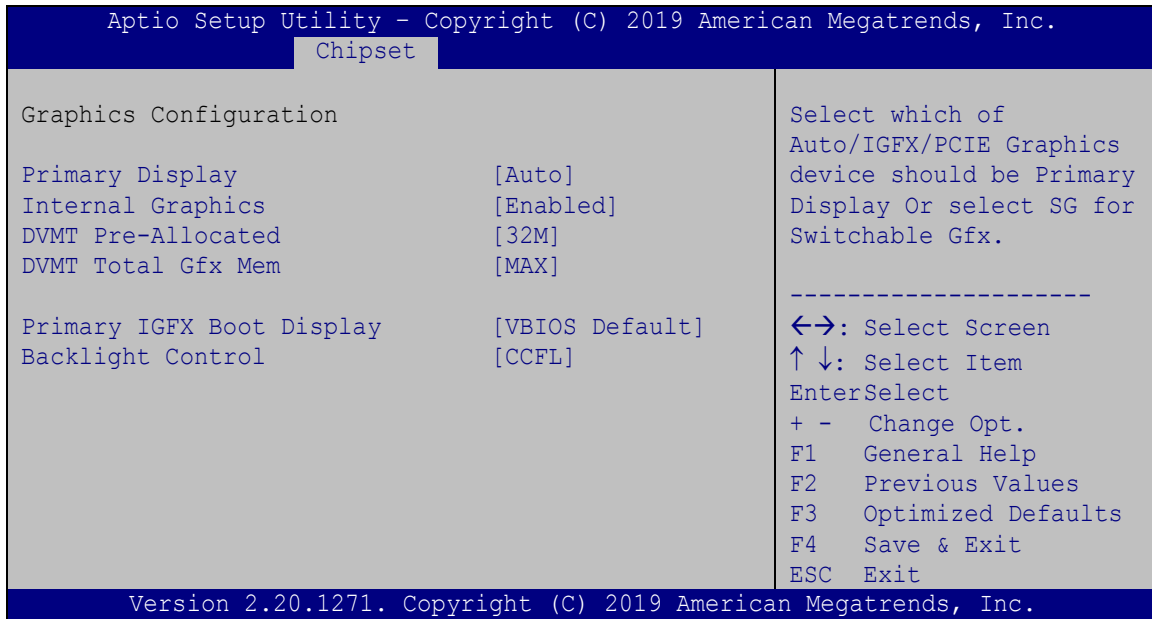 Aptio Setup Utility – Copyright (C) 2019 American Megatrends, Inc.
Chipset
Graphics Configuration
Primary Display [Auto]
Internal Graphics [Enabled]
DVMT Pre-Allocated [32M]
DVMT Total Gfx Mem [MAX]
Primary IGFX Boot Display [VBIOS Default]
Backlight Control [CCFL]
Select which of
Auto/IGFX/PCIE Graphics
device should be Primary
Display Or select SG for
Switchable Gfx.
---------------------
←→: Select Screen
↑ ↓: Select Item
EnterSelect
+ - Change Opt.
F1 General Help
F2 Previous Values
F3 Optimized Defaults
F4 Save & Exit
ESC Exit
Version 2.20.1271. Copyright (C) 2019 American Megatrends, Inc.